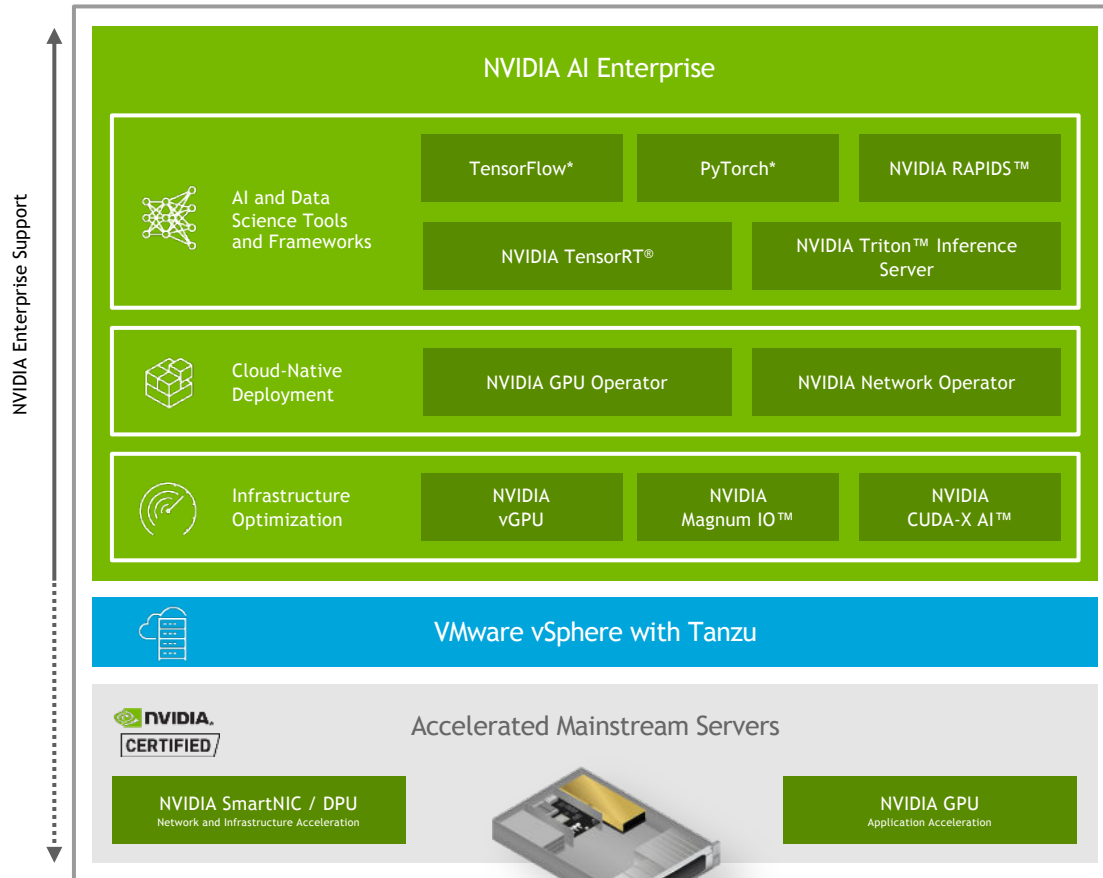 NVIDIA Enterprise Support
NVIDIA AI Enterprise
AI and Data
Science Tools
and Frameworks
TensorFlow*
PyTorch*
NVIDIA RAPIDS™
NVIDIA TensorRT®
NVIDIA Triton™ Inference
Server
Cloud-Native
Deployment
NVIDIA GPU Operator
NVIDIA Network Operator
Infrastructure
Optimization
NVIDIA
vGPU
NVIDIA
Magnum IO™
NVIDIA
CUDA-X AI™
VMware vSphere with Tanzu
NVIDIA.
CERTIFIED
Accelerated Mainstream Servers
NVIDIA SmartNIC / DPU
Network and Infrastructure Acceleration
NVIDIA GPU
Application Acceleration